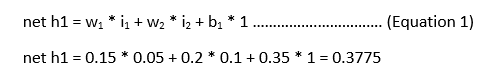 net h1 = w₁ * i₁ + w₂ * i₂ + b₁ * 1 ................................ (Equation 1)
net h1 = 0.15 * 0.05 + 0.2 * 0.1 + 0.35 * 1 = 0.3775